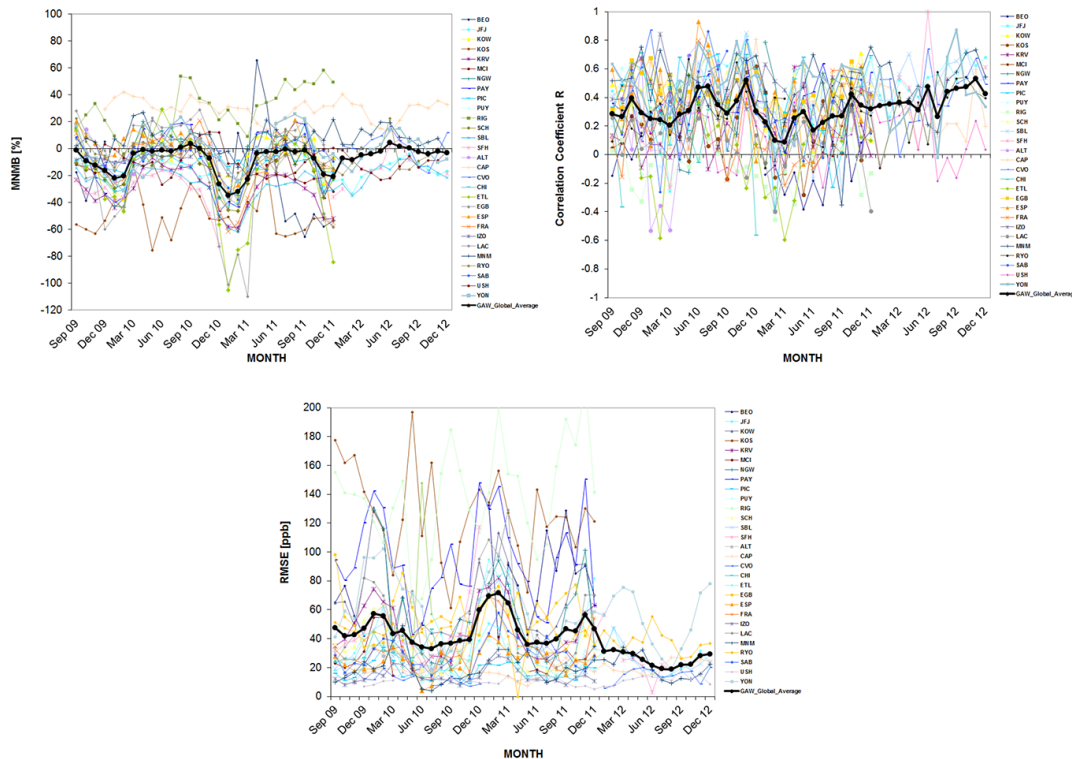 100
80
60
40
20
0
-20
-40
-60
-80
-100
-120
MNMB [%]
Sep 09
Dec 09
Mar 10
Jun 10
Sep 10
Dec 10
Mar 11
Jun 11
Sep 11
Dec 11
Mar 12
Jun 12
Sep 12
Dec 12
MONTH
BEO
JFJ
KOW
KOS
KRV
MCI
NGW
PAY
PIC
PUY
RIG
SCH
SFH
ALT
CAP
CVO
CHI
SBL
ETL
EGB
ESP
FRA
IZO
LAC
MNM
RYO
SAB
USH
YON
GAW_Global_Average
1
0.8
0.6
0.4
0.2
0
-0.2
-0.4
-0.6
-0.8
-1
Correlation Coefficient R
Sep 09
Dec 09
Mar 10
Jun 10
Sep 10
Dec 10
Mar 11
Jun 11
Sep 11
Dec 11
Mar 12
Jun 12
Sep 12
Dec 12
MONTH
BEO
JFJ
KOW
KOS
KRV
MCI
NGW
PAY
PIC
PUY
RIG
SCH
SBL
SFH
ALT
CAP
CVO
CHI
ETL
EGB
ESP
FRA
IZO
LAC
MNM
RYO
SAB
USH
YON
GAW_Global_Average
200
180
160
140
120
100
80
60
40
20
0
RMSE [ppb]
Sep 09
Dec 09
Mar 10
Jun 10
Sep 10
Dec 10
Mar 11
Jun 11
Sep 11
Dec 11
Mar 12
Jun 12
Sep 12
Dec 12
MONTH
BEO
JFJ
KOW
KOS
KRV
MCI
NGW
PAY
PIC
PUY
RIG
SCH
SBL
SFH
ALT
CAP
CVO
CHI
ETL
EGB
ESP
FRA
IZO
LAC
MNM
RYO
SAB
USH
YON
GAW_Global_Average